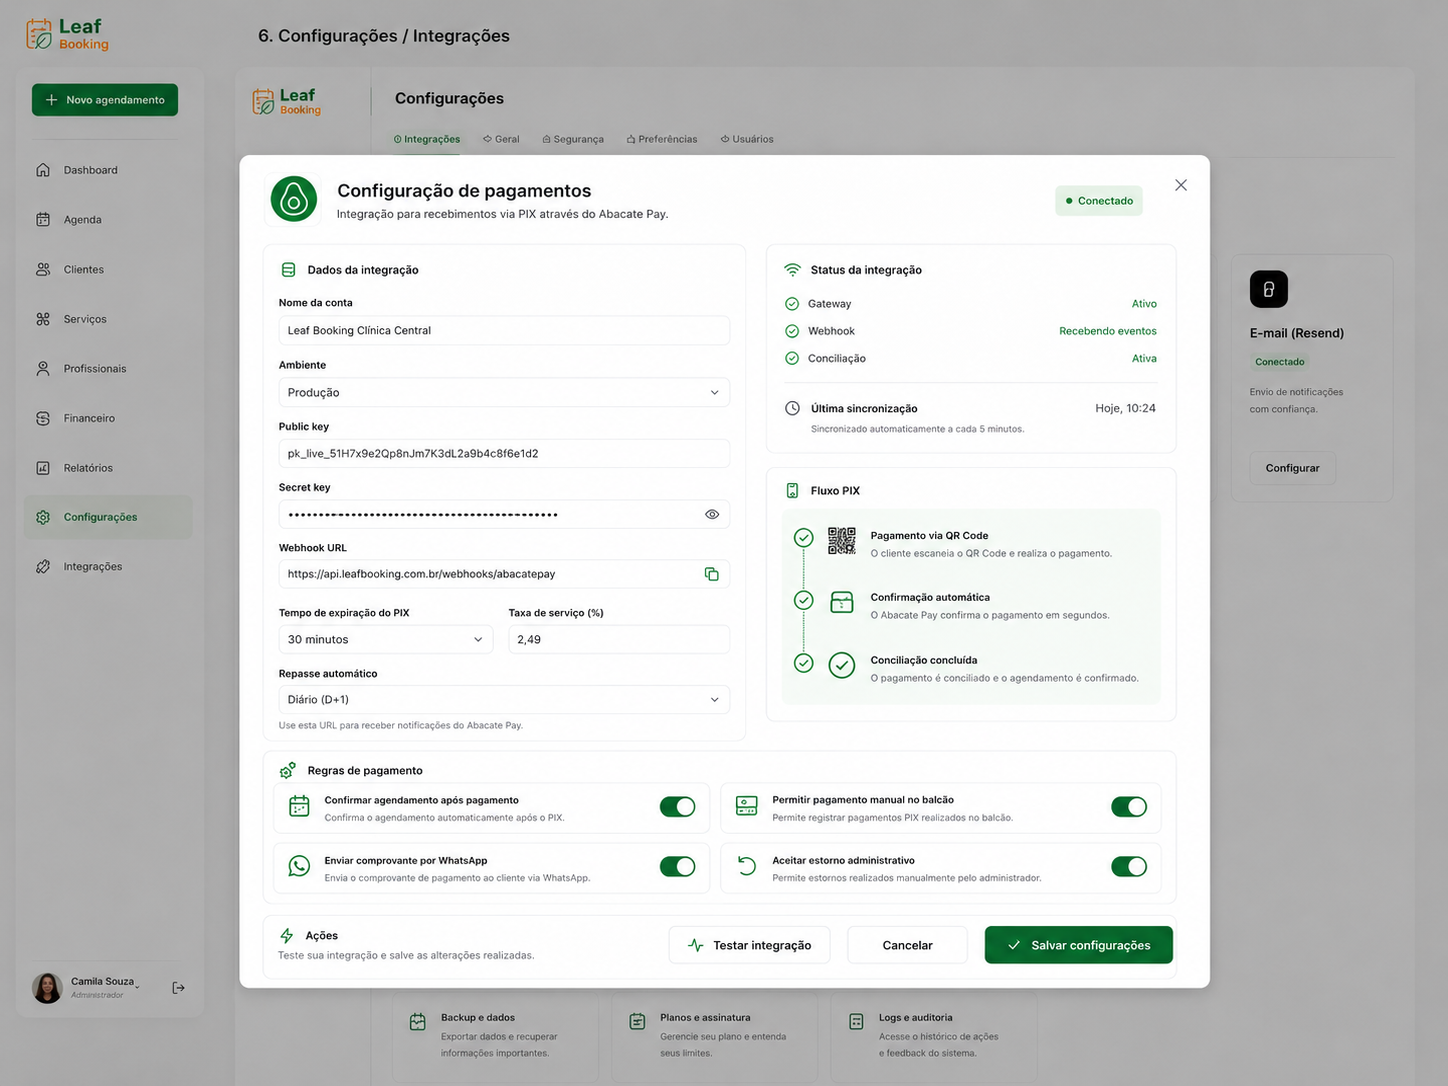 Leaf
Booking
6. Configurações / Integrações
Novo agendamento
Dashboard
Agenda
Clientes
Serviços
Profissionais
Financeiro
Relatórios
Configurações
Integrações
Camila Souza
Administrador
Leaf
Booking
Configurações
Integrações
Geral
Segurança
Preferências
Usuários
Configuração de pagamentos
Integração para recebimentos via PIX através do Abacate Pay.
Conectado
Dados da integração
Nome da conta
Leaf Booking Clínica Central
Ambiente
Produção
Public key
pk_live_51H7x9e2Qp8nJm7K3dL2a9b4c8f6e1d2
Secret key
Webhook URL
https://api.leafbooking.com.br/webhooks/abacatepay
Tempo de expiração do PIX
Taxa de serviço (%)
30 minutos
2,49
Repasse automático
Diário (D+1)
Use esta URL para receber notificações do Abacate Pay.
Status da integração
Gateway Ativo
Webhook Recebendo eventos
Conciliação Ativa
Última sincronização Hoje, 10:24
Sincronizado automaticamente a cada 5 minutos.
Fluxo PIX
Pagamento via QR Code
O cliente escaneia o QR Code e realiza o pagamento.
Confirmação automática
O Abacate Pay confirma o pagamento em segundos.
Conciliação concluída
O pagamento é conciliado e o agendamento é confirmado.
Regras de pagamento
Confirmar agendamento após pagamento
Confirma o agendamento automaticamente após o PIX.
Permitir pagamento manual no balcão
Permite registrar pagamentos PIX realizados no balcão.
Enviar comprovante por WhatsApp
Envia o comprovante de pagamento ao cliente via WhatsApp.
Aceitar estorno administrativo
Permite estornos realizados manualmente pelo administrador.
Ações
Teste sua integração e salve as alterações realizadas.
Testar integração
Cancelar
Salvar configurações
E-mail (Resend)
Conectado
Envio de notificações
com confiança.
Configurar
Backup e dados
Exportar dados e recuperar
informações importantes.
Planos e assinatura
Gerencie seu plano e entenda
seus limites.
Logs e auditoria
Acesse o histórico de ações
e feedback do sistema.